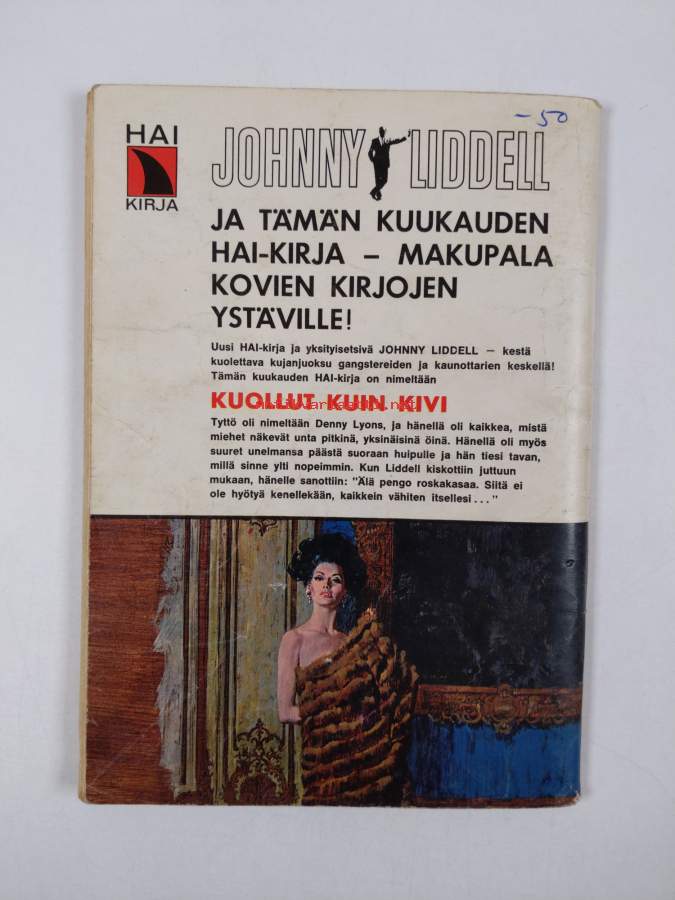 -50
HAI
KIRJA
JOHNNY LIDDELL
JA TÄMÄN KUUKAUDEN
HAI-KIRJA – MAKUPALA
KOVIEN KIRJOJEN
YSTÄVILLE!
Uusi HAI-kirja ja yksityisetsivä JOHNNY LIDDELL – kestä
kuolettava kujanjuoksu gangstereiden ja kaunottarien keskellä!
Tämän kuukauden HAI-kirja on nimeltään
KUOLLUT KUIN KIVI
Tyttö oli nimeltään Denny Lyons, ja hänellä oli kaikkea, mistä
miehet näkevät unta pitkinä, yksinäisinä öinä. Hänellä oli myös
suuret unelmansa päästä suoraan huipulle ja hän tiesi tavan,
millä sinne ylti nopeimmin. Kun Liddell kiskottiin juttuun
mukaan, hänelle sanottiin: "Älä pengo roskakasaa. Siitä ei
ole hyötyä kenellekään, kaikkein vähiten itsellesi . . . "